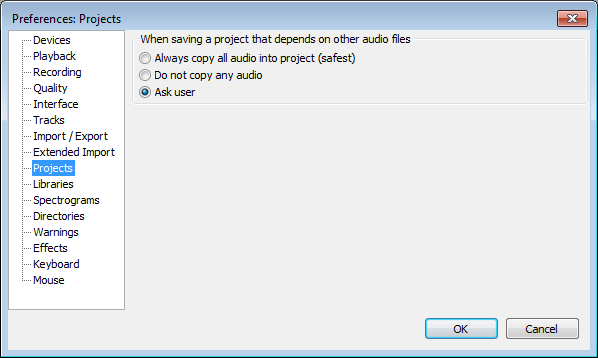 Preferences: Projects
Devices
Playback
Recording
Quality
Interface
Tracks
Import / Export
Extended Import
Projects
Libraries
Spectrograms
Directories
Warnings
Effects
Keyboard
Mouse
When saving a project that depends on other audio files
Always copy all audio into project (safest)
Do not copy any audio
Ask user
OK
Cancel